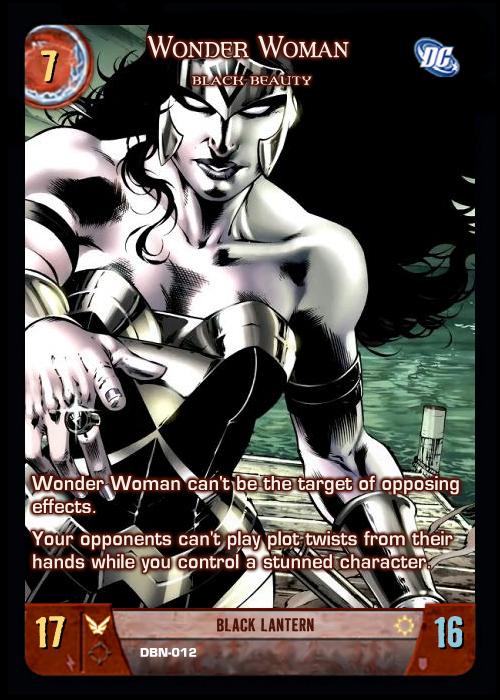 7
WONDER WOMAN
BLACK BEAUTY
DC
Wonder Woman can't be the target of opposing
effects.
Your opponents can't play plot twists from their
hands while you control a stunned character.
17
BLACK LANTERN
16
DBN-012